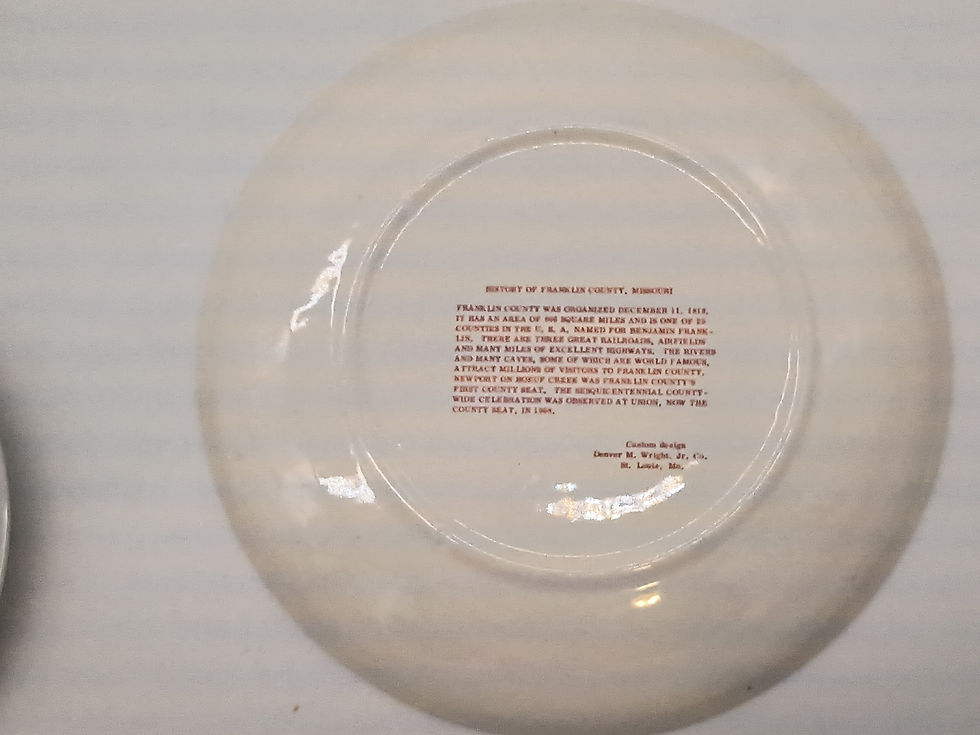 HISTORY OF FRANKLIN COUNTY, MISSOURI
FRANKLIN COUNTY WAS ORGANIZED DECEMBER 11, 1818.
IT HAS AN AREA OF SQUARE MILES AND IS ONE OF 25
COUNTIES IN THE U. S. A. NAMED FOR BENJAMIN FRANK-
LIN. THERE ARE THREE GREAT RAILROADS, AIRFIELDS
AND MANY MILES OF EXCELLENT HIGHWAYS. THE RIVERS
AND MANY CAVES, SOME OF WHICH ARE WORLD FAMOUS,
ATTRACT MILLIONS OF VISITORS TO FRANKLIN COUNTY.
NEWPORT ON BOEUF CREEK WAS FRANKLIN COUNTY'S
FIRST COUNTY SEAT. THE SESQUICENTENNIAL COUNTY-
WIDE CELEBRATION WAS OBSERVED AT UNION, NOW THE
COUNTY SEAT, IN 1968.
Custom design
Denver M. Wright, Jr. Co.
St. Louis, Mo.